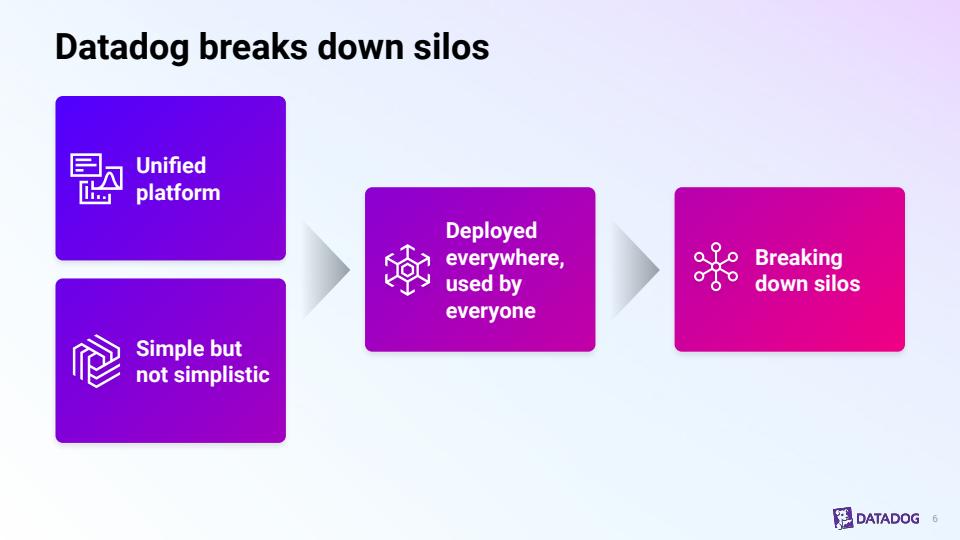 Datadog breaks down silos
Unified
platform
Simple but
not simplistic
Deployed
everywhere,
used by
everyone
Breaking
down silos
DATADOG
6